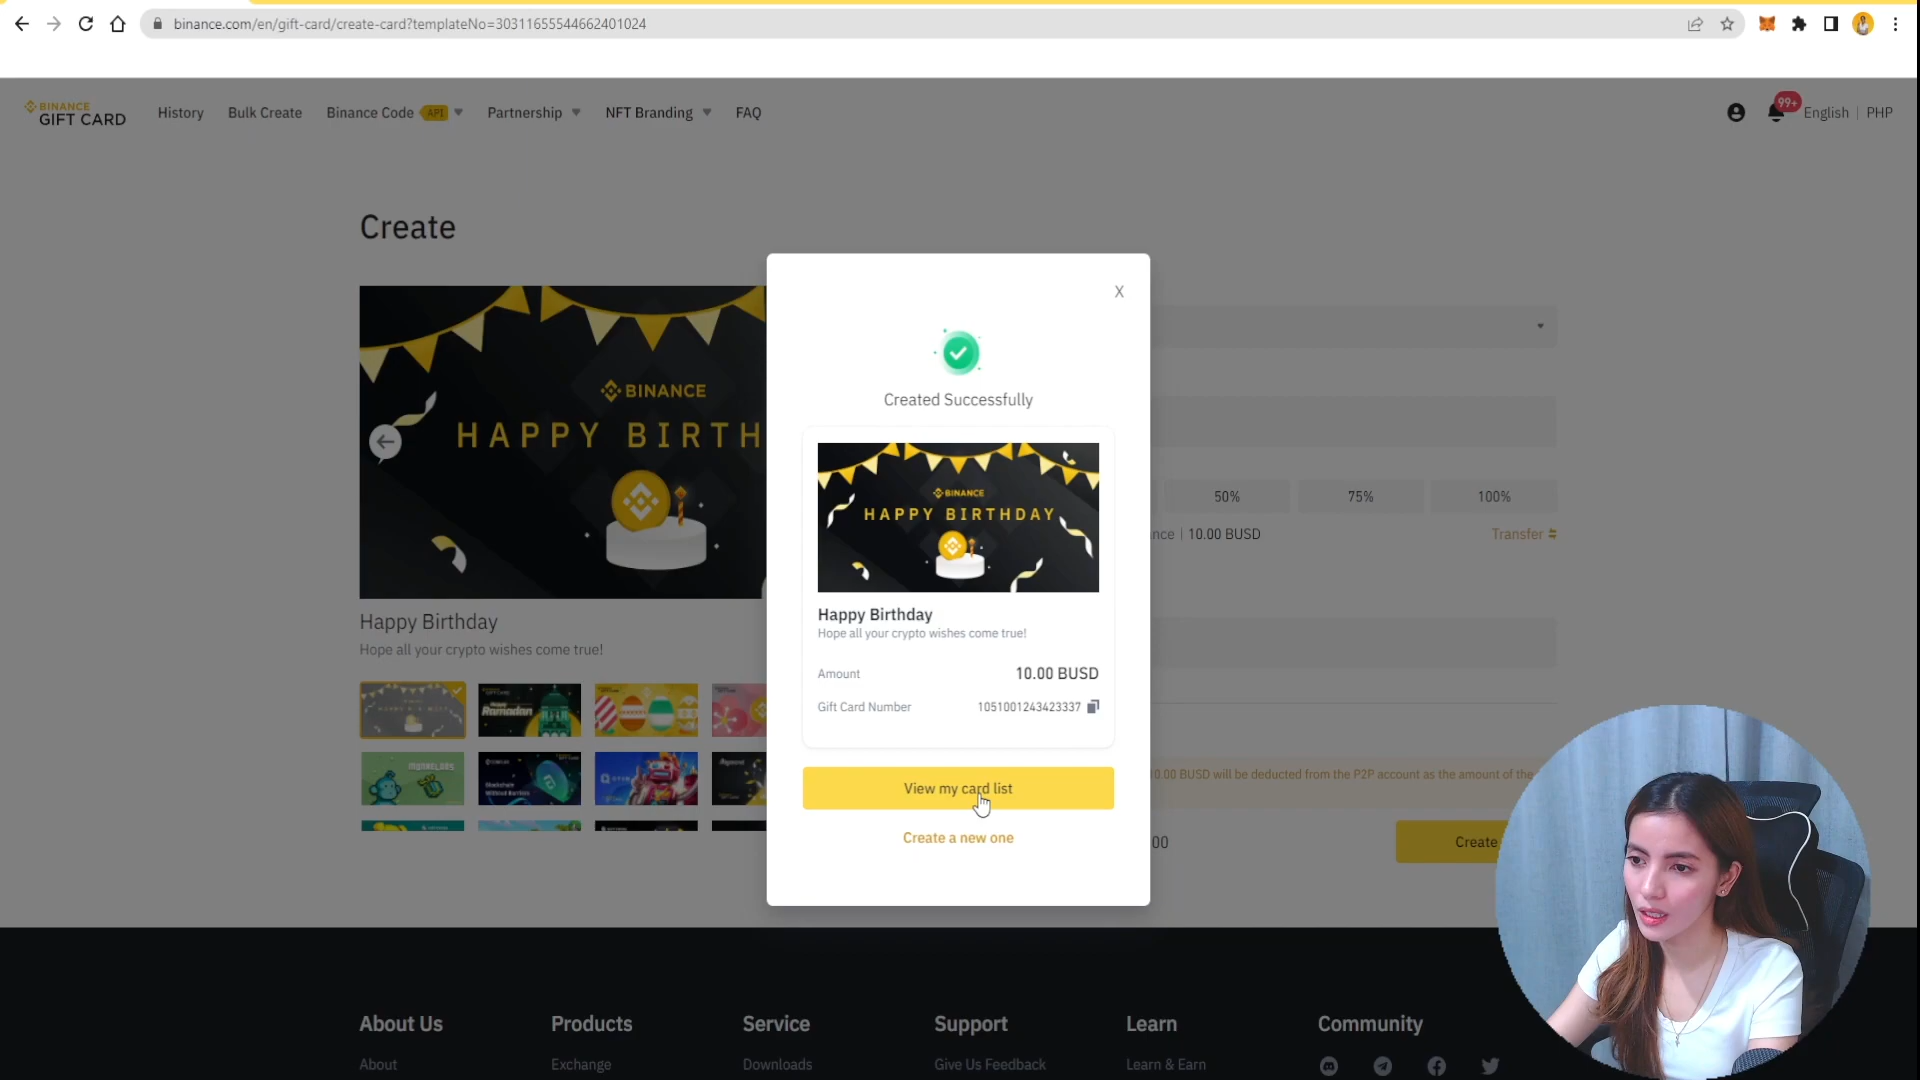 binance.com/en/gift-card/create-card?templateNo=30311655544662401024
BINANCE
GIFT CARD
History
Bulk Create
Binance Code API
Partnership
NFT Branding
FAQ
99+
English | PHP
Create
X
Created Successfully
BINANCE
HAPPY BIRTH
BINANCE
HAPPY BIRTHDAY
50%
75%
100%
nce | 10.00 BUSD
Transfer
Happy Birthday
Hope all your crypto wishes come true!
Happy Birthday
Hope all your crypto wishes come true!
Amount
10.00 BUSD
Gift Card Number
1051001243423337
Ramadan
0.00 BUSD will be deducted from the P2P account as the amount of the
View my card list
Create a new one
00
Create
About Us
Products
Service
Support
Learn
Community
About
Exchange
Downloads
Give Us Feedback
Learn & Earn